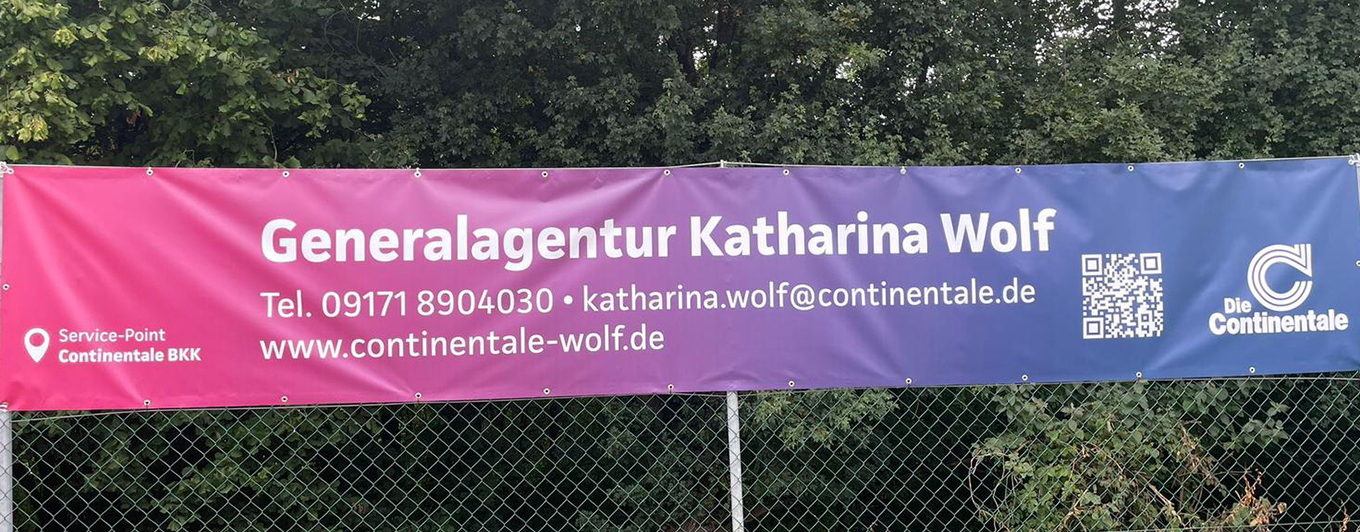 Generalagentur Katharina Wolf
Tel. 09171 8904030 • katharina.wolf@continentale.de
www.continentale-wolf.de
Service-Point
Continentale BKK
Die
Continentale